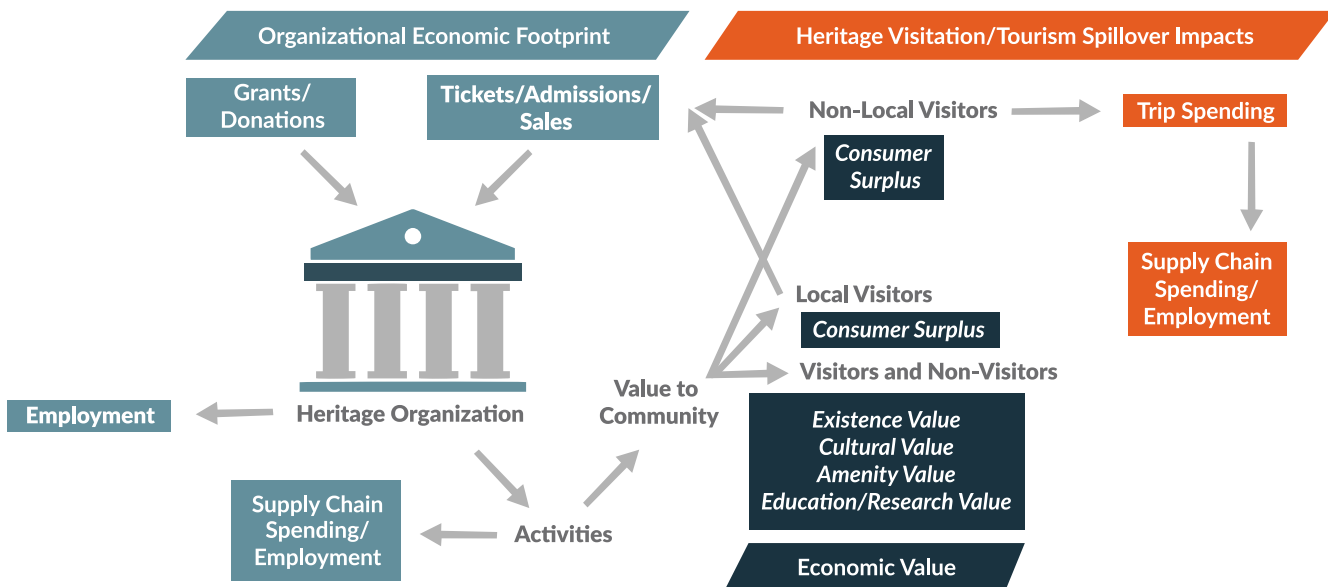 Organizational Economic Footprint
Heritage Visitation/Tourism Spillover Impacts
Grants/
Donations
Tickets/Admissions/
Sales
Non-Local Visitors
Trip Spending
Consumer
Surplus
Supply Chain
Spending/
Employment
Local Visitors
Consumer Surplus
Visitors and Non-Visitors
Value to
Community
Employment
Heritage Organization
Existence Value
Cultural Value
Amenity Value
Education/Research Value
Supply Chain
Spending/
Employment
Activities
Economic Value